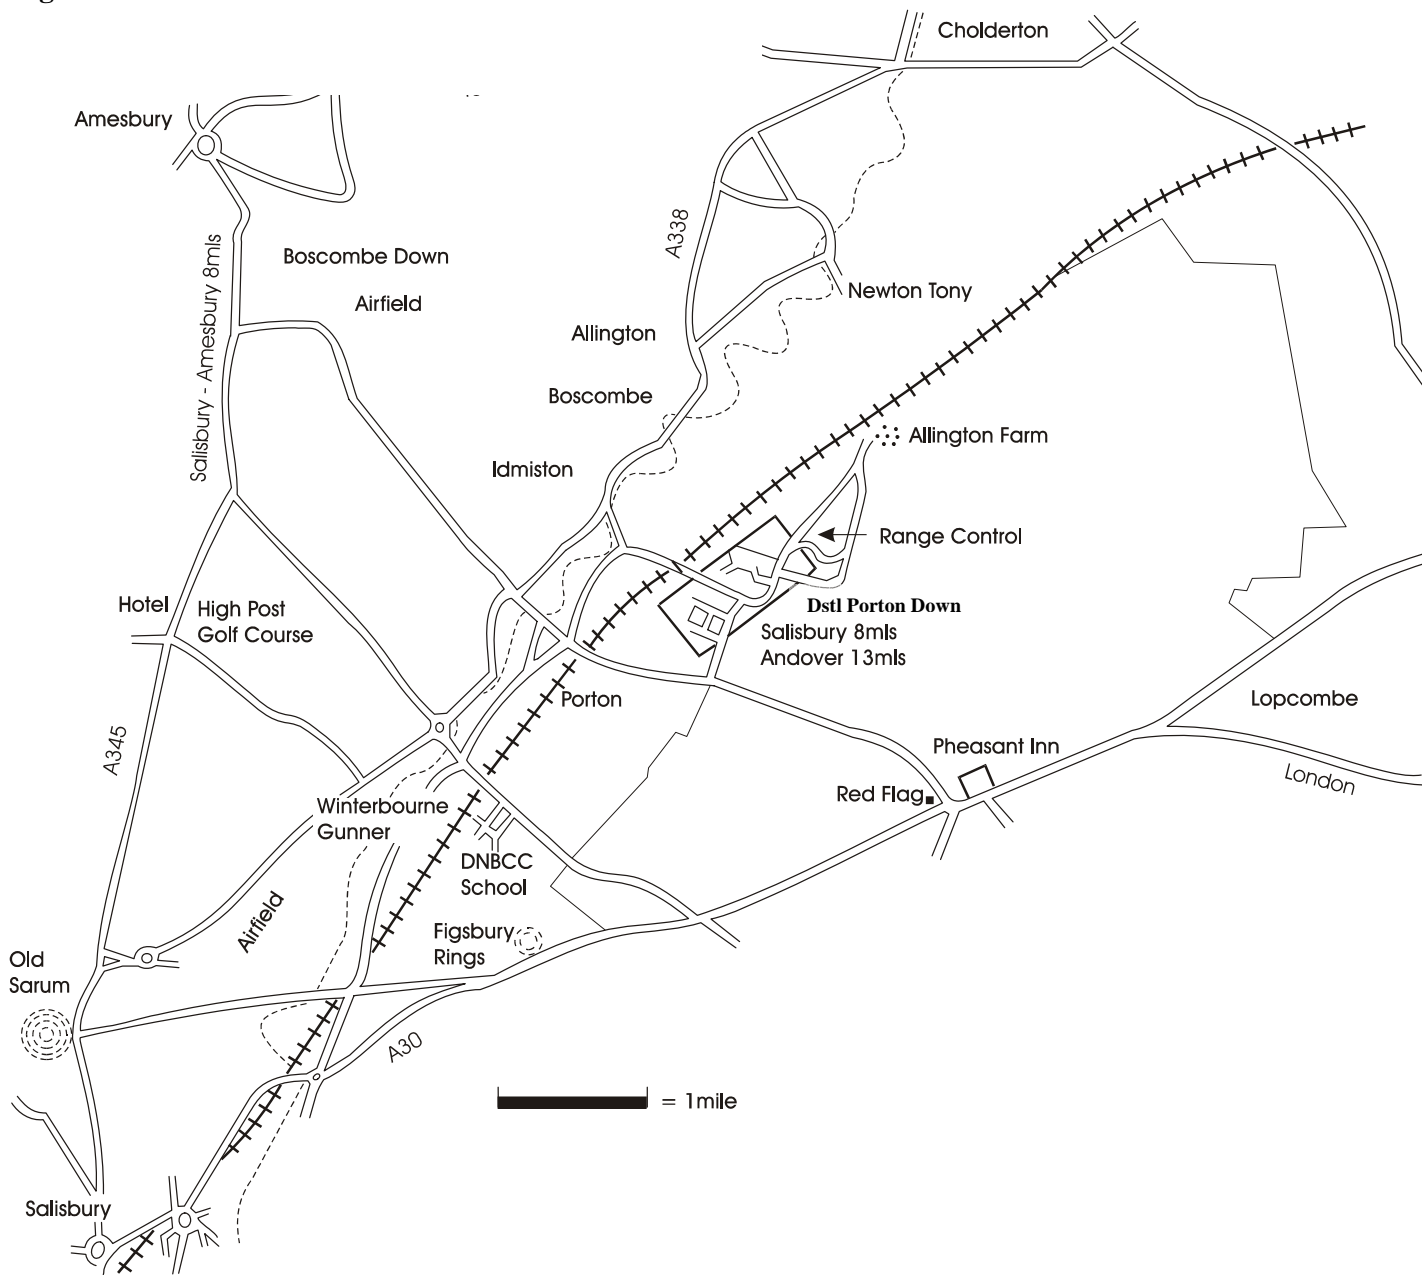 Cholderton
Amesbury
A338
Boscombe Down
Airfield
Salisbury - Amesbury 8mls
Newton Tony
Allington
Boscombe
Allington Farm
Idmiston
Range Control
Hotel
High Post
Golf Course
Dstl Porton Down
Salisbury 8mls
Andover 13mls
Porton
Lopcombe
A345
Pheasant Inn
London
Red Flag
Winterbourne
Gunner
DNBCC
School
Airfield
Figsbury
Rings
Old
Sarum
A30
= 1mile
Salisbury